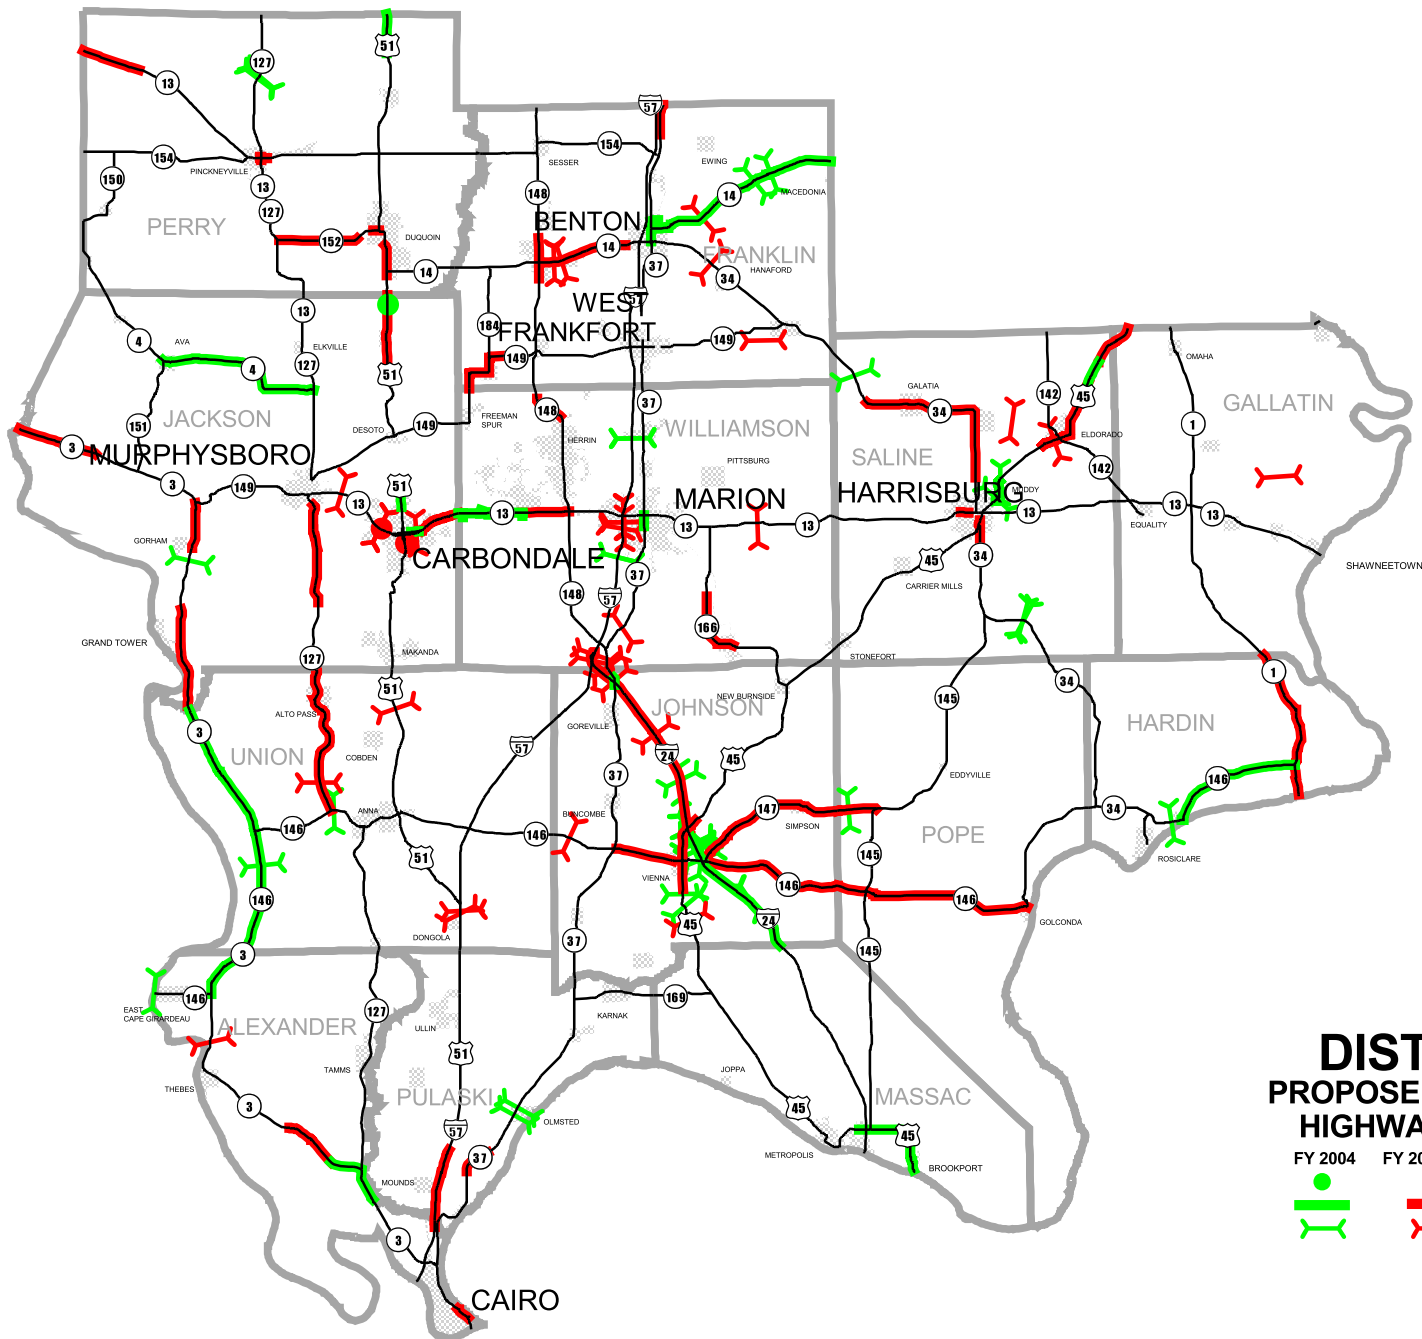 51
127
13
57
154
154
SESSER
EWING
PINCKNEYVILLE
150
13
148
14
MACEDONIA
127
PERRY
BENTON
152
DUQUOIN
14
FRANKLIN
37
HANAFORD
14
34
57
WEST
13
184
FRANKFORT
4
AVA
ELKVILLE
149
149
127
4
51
OMAHA
GALATIA
142
45
37
148
34
GALLATIN
JACKSON
FREEMAN
SPUR
151
DESOTO
149
HERRIN
WILLIAMSON
1
ELDORADO
3
MURPHYSBORO
PITTSBURG
SALINE
142
3
149
51
13
MARION
HARRISBURG
MUDDY
13
13
13
13
13
13
EQUALITY
GORHAM
CARBONDALE
34
45
SHAWNEETOWN
37
CARRIER MILLS
148
57
166
GRAND TOWER
MAKANDA
127
STONEFORT
51
NEW BURNSIDE
145
34
1
ALTO PASS
JOHNSON
GOREVILLE
HARDIN
3
UNION
57
COBDEN
24
45
37
EDDYVILLE
146
147
ANNA
BUNCOMBE
SIMPSON
34
146
146
POPE
51
145
ROSICLARE
VIENNA
146
146
146
24
45
GOLCONDA
DONGOLA
37
145
3
EAST
CAPE GIRARDEAU
146
169
127
KARNAK
ALEXANDER
ULLIN
51
TAMMS
JOPPA
THEBES
PULASKI
MASSAC
3
45
OLMSTED
57
45
METROPOLIS
37
BROOKPORT
MOUNDS
3
CAIRO
DIST
PROPOSE
HIGHWA
FY 2004 FY 20